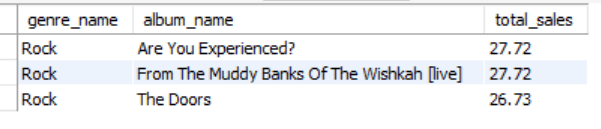 genre_name album_name total_sales
Rock Are You Experienced? 27.72
Rock From The Muddy Banks Of The Wishkah [live] 27.72
Rock The Doors 26.73